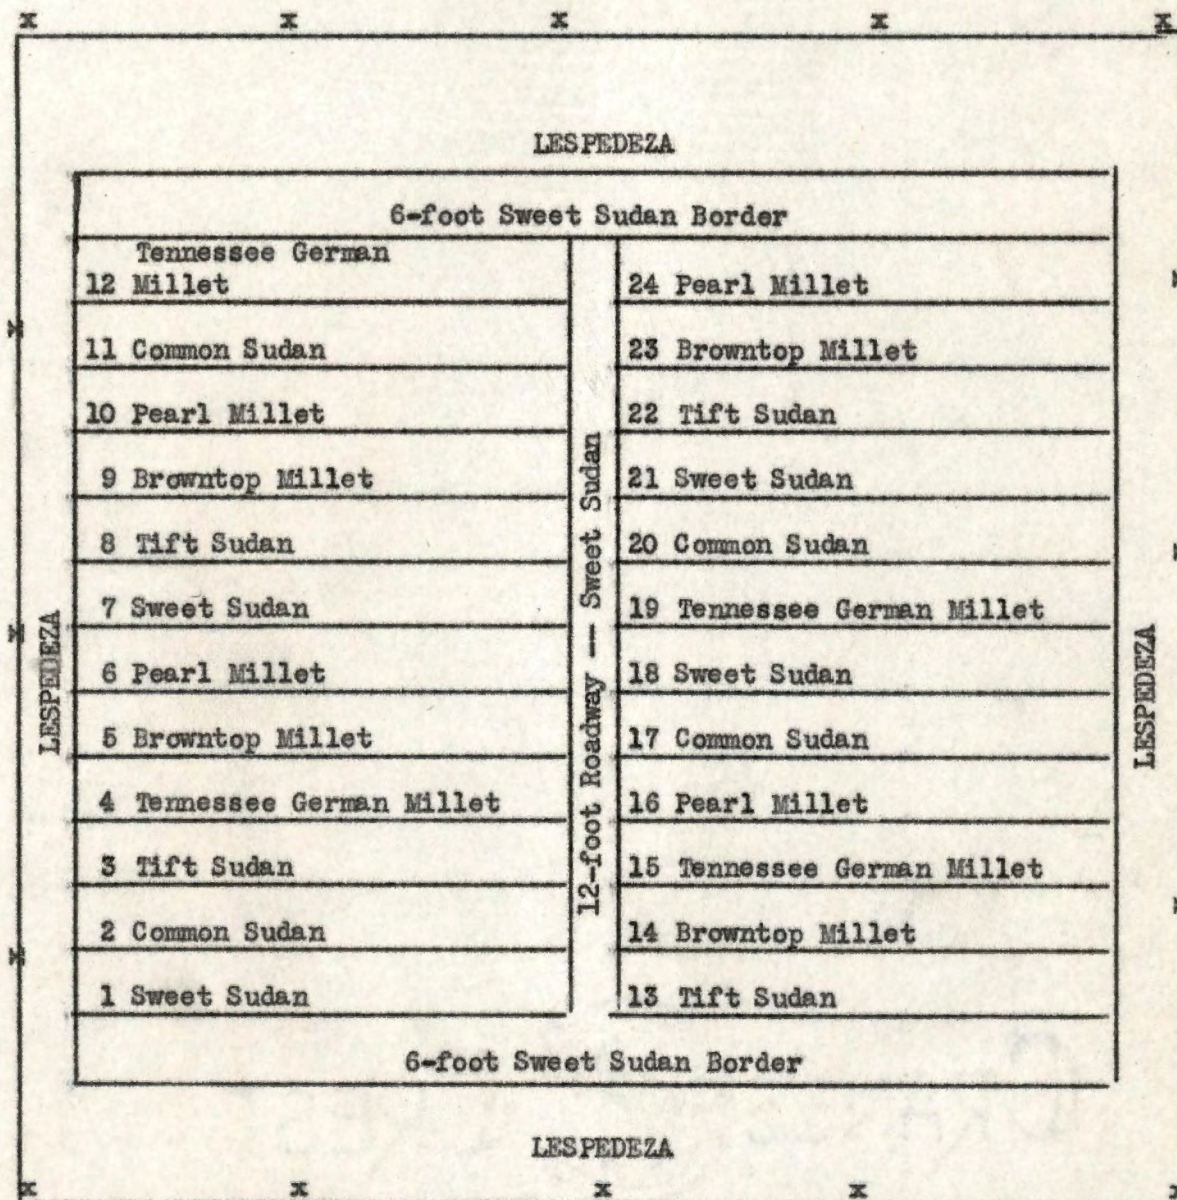 x x x x x
LESPEDEZA
6-foot Sweet Sudan Border
Tennessee German
12 Millet
11 Common Sudan
10 Pearl Millet
9 Browntop Millet
8 Tift Sudan
7 Sweet Sudan
6 Pearl Millet
5 Browntop Millet
4 Tennessee German Millet
3 Tift Sudan
2 Common Sudan
1 Sweet Sudan
LESPEDEZA
12-foot Roadway -- Sweet Sudan
24 Pearl Millet
23 Browntop Millet
22 Tift Sudan
21 Sweet Sudan
20 Common Sudan
19 Tennessee German Millet
18 Sweet Sudan
17 Common Sudan
16 Pearl Millet
15 Tennessee German Millet
14 Browntop Millet
13 Tift Sudan
LESPEDEZA
6-foot Sweet Sudan Border
LESPEDEZA
x x x x x